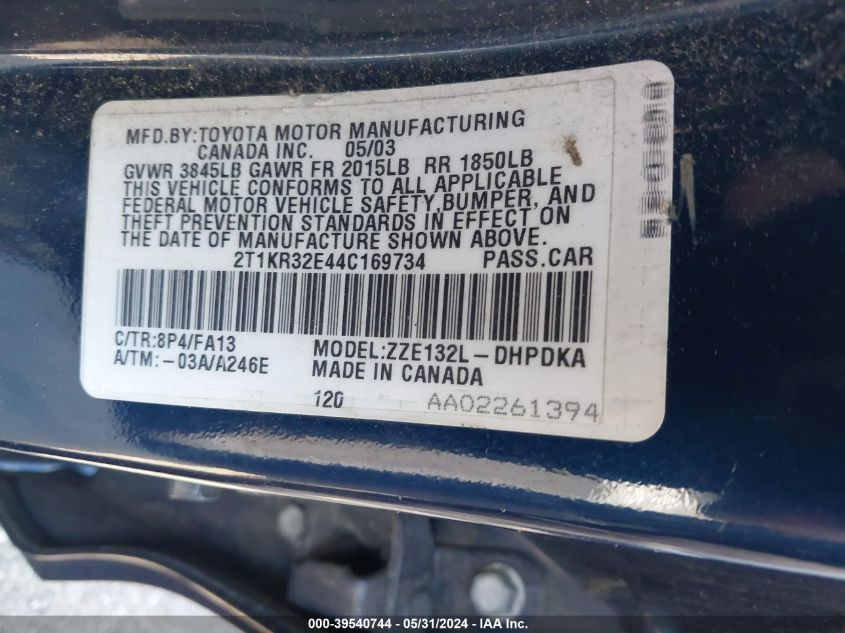 MFD.BY:TOYOTA MOTOR MANUFACTURING
CANADA INC. 05/03
GVWR 3845LB GAWR FR 2015LB RR 1850LB
THIS VEHICLE CONFORMS TO ALL APPLICABLE
FEDERAL MOTOR VEHICLE SAFETY,BUMPER, AND
THEFT PREVENTION STANDARDS IN EFFECT ON
THE DATE OF MANUFACTURE SHOWN ABOVE.
2T1KR32E44C169734 PASS.CAR
C/TR:8P4/FA13 MODEL:ZZE132L-DHPDKA
A/TM:-03A/A246E MADE IN CANADA
120 AA02261394
000-39540744 - 05/31/2024 - IAAI.COM